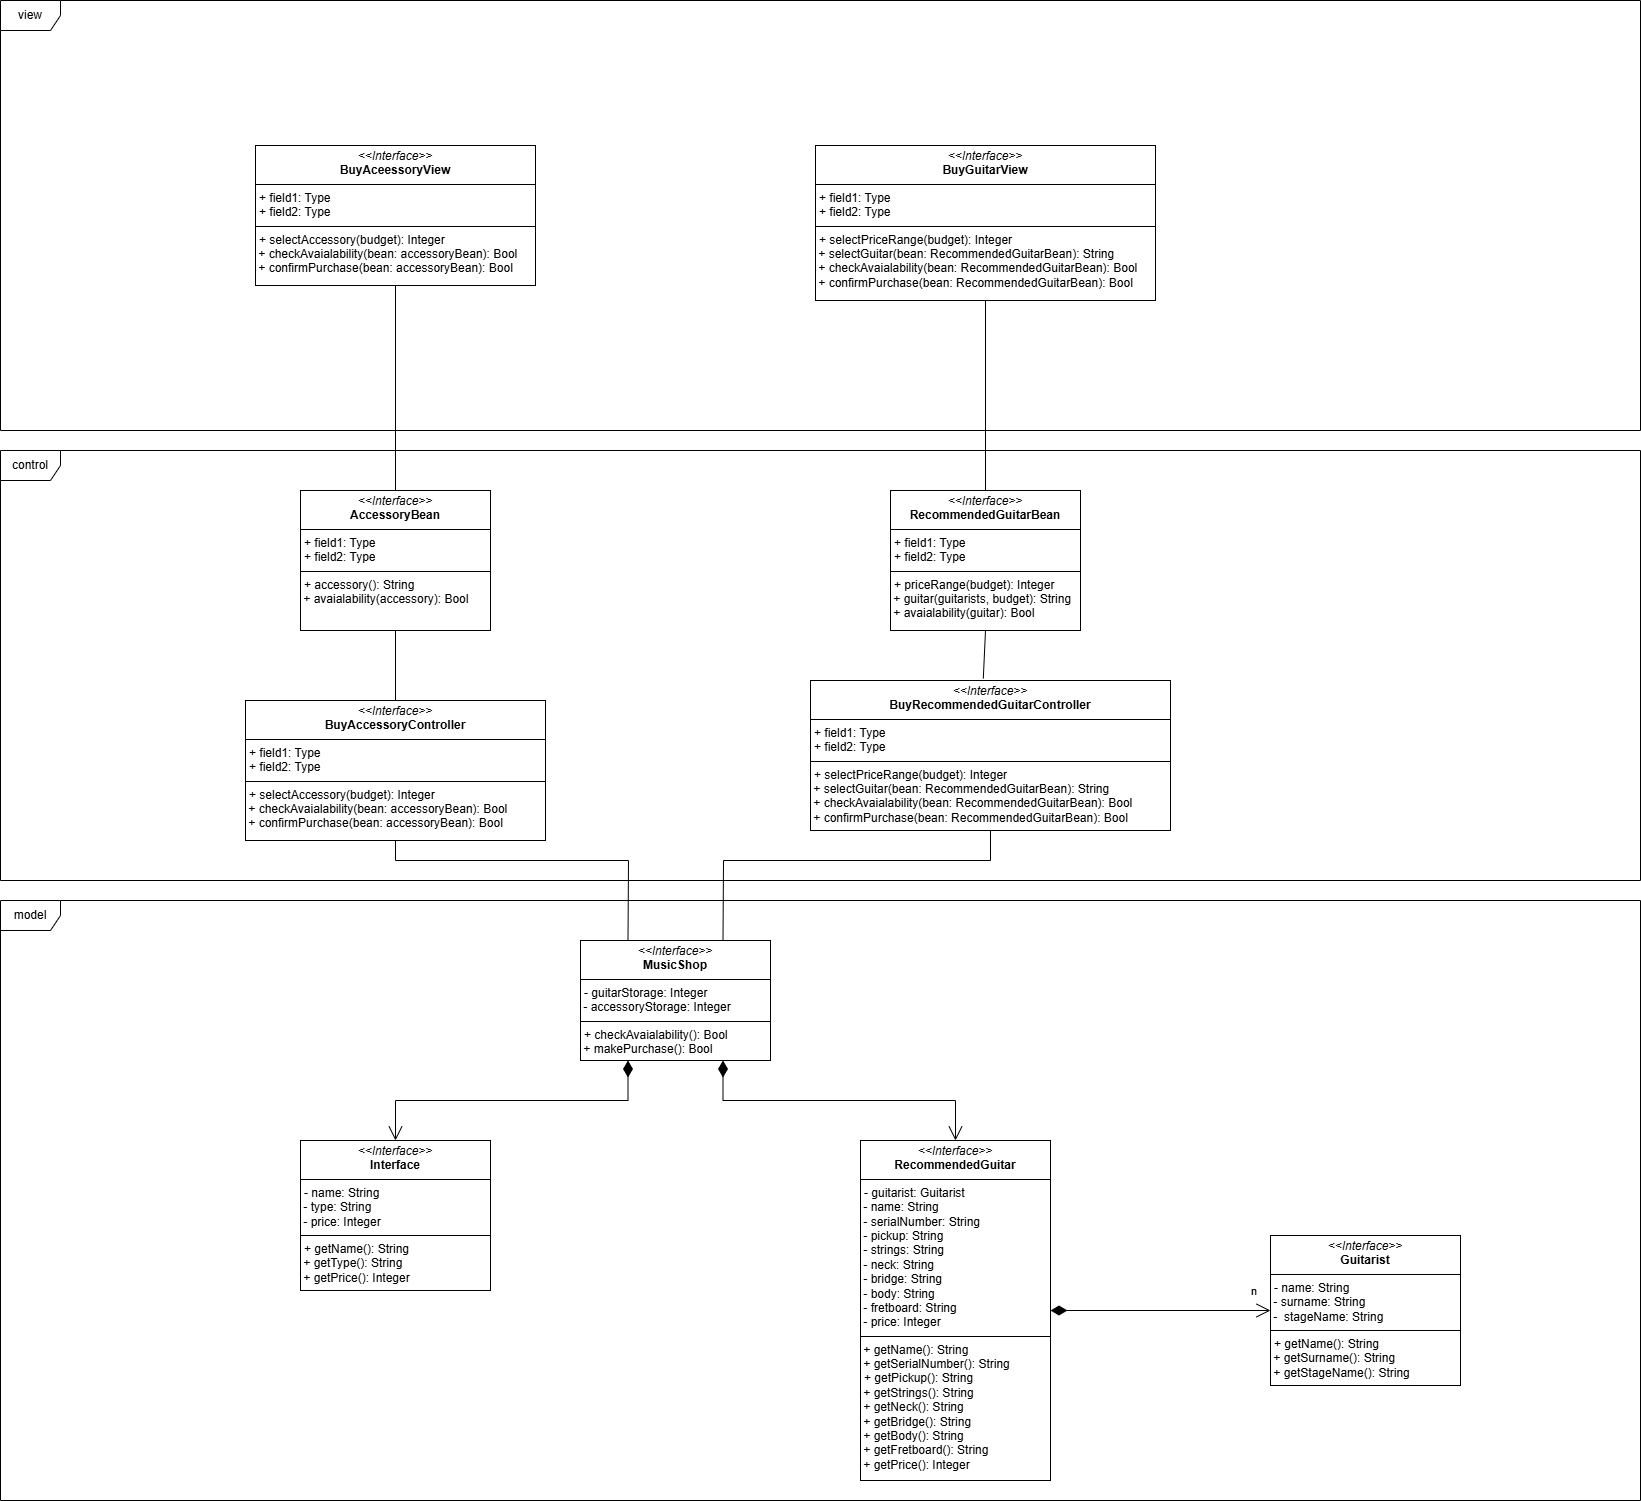 view
<<Interface>>
BuyAceessoryView
+ field1: Type
+ field2: Type
+ selectAccessory(budget): Integer
+ checkAvaialability(bean: accessoryBean): Bool
+ confirmPurchase(bean: accessoryBean): Bool
<<Interface>>
BuyGuitarView
+ field1: Type
+ field2: Type
+ selectPriceRange(budget): Integer
+ selectGuitar(bean: RecommendedGuitarBean): String
+ checkAvaialability(bean: RecommendedGuitarBean): Bool
+ confirmPurchase(bean: RecommendedGuitarBean): Bool
control
<<Interface>>
AccessoryBean
+ field1: Type
+ field2: Type
+ accessory(): String
+ avaialability(accessory): Bool
<<Interface>>
RecommendedGuitarBean
+ field1: Type
+ field2: Type
+ priceRange(budget): Integer
+ guitar(guitarists, budget): String
+ avaialability(guitar): Bool
<<Interface>>
BuyAccessoryController
+ field1: Type
+ field2: Type
+ selectAccessory(budget): Integer
+ checkAvaialability(bean: accessoryBean): Bool
+ confirmPurchase(bean: accessoryBean): Bool
<<Interface>>
BuyRecommendedGuitarController
+ field1: Type
+ field2: Type
+ selectPriceRange(budget): Integer
+ selectGuitar(bean: RecommendedGuitarBean): String
+ checkAvaialability(bean: RecommendedGuitarBean): Bool
+ confirmPurchase(bean: RecommendedGuitarBean): Bool
model
<<Interface>>
MusicShop
- guitarStorage: Integer
- accessoryStorage: Integer
+ checkAvaialability(): Bool
+ makePurchase(): Bool
<<Interface>>
Interface
- name: String
- type: String
- price: Integer
+ getName(): String
+ getType(): String
+ getPrice(): Integer
<<Interface>>
RecommendedGuitar
- guitarist: Guitarist
- name: String
- serialNumber: String
- pickup: String
- strings: String
- neck: String
- bridge: String
- body: String
- fretboard: String
- price: Integer
+ getName(): String
+ getSerialNumber(): String
+ getPickup(): String
+ getStrings(): String
+ getNeck(): String
+ getBridge(): String
+ getBody(): String
+ getFretboard(): String
+ getPrice(): Integer
n
<<Interface>>
Guitarist
- name: String
- surname: String
- stageName: String
+ getName(): String
+ getSurname(): String
+ getStageName(): String